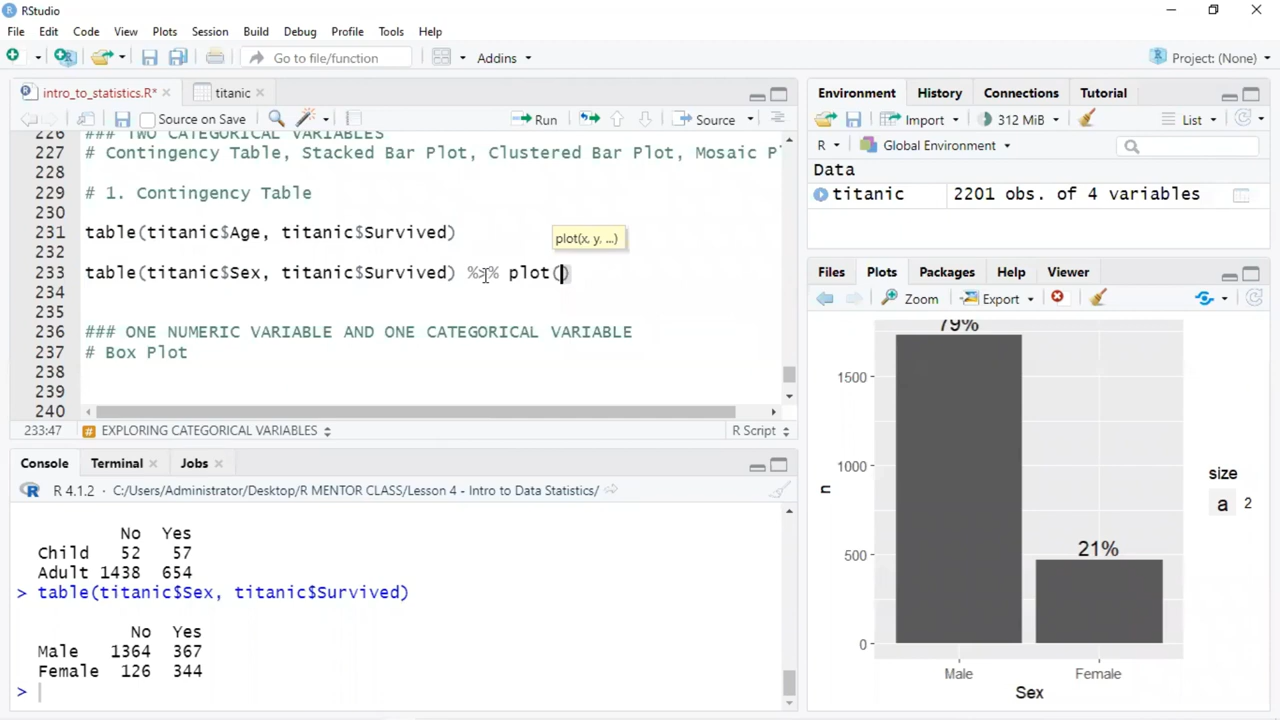 RStudio
File Edit Code View Plots Session Build Debug Profile Tools Help
Go to file/function Addins Project: (None)
intro_to_statistics.R* titanic
Source on Save Run Source
226 ### TWO CATEGORICAL VARIABLES
227 # Contingency Table, Stacked Bar Plot, Clustered Bar Plot, Mosaic Pl
228
229 # 1. Contingency Table
230
231 table(titanic$Age, titanic$Survived)
plot(x, y, ...)
232
233 table(titanic$Sex, titanic$Survived) %>% plot()
234
235
236 ### ONE NUMERIC VARIABLE AND ONE CATEGORICAL VARIABLE
237 # Box Plot
238
239
240
233:47 # EXPLORING CATEGORICAL VARIABLES R Script
Console Terminal Jobs
R R 4.1.2 · C:/Users/Administrator/Desktop/R MENTOR CLASS/Lesson 4 - Intro to Data Statistics/
No Yes
Child 52 57
Adult 1438 654
> table(titanic$Sex, titanic$Survived)
No Yes
Male 1364 367
Female 126 344
>
Environment History Connections Tutorial
Import 312 MiB List
R Global Environment
Data
titanic 2201 obs. of 4 variables
Files Plots Packages Help Viewer
Zoom Export
79%
1500
1000
500
0
n
21%
Male Female
Sex
size
a 2